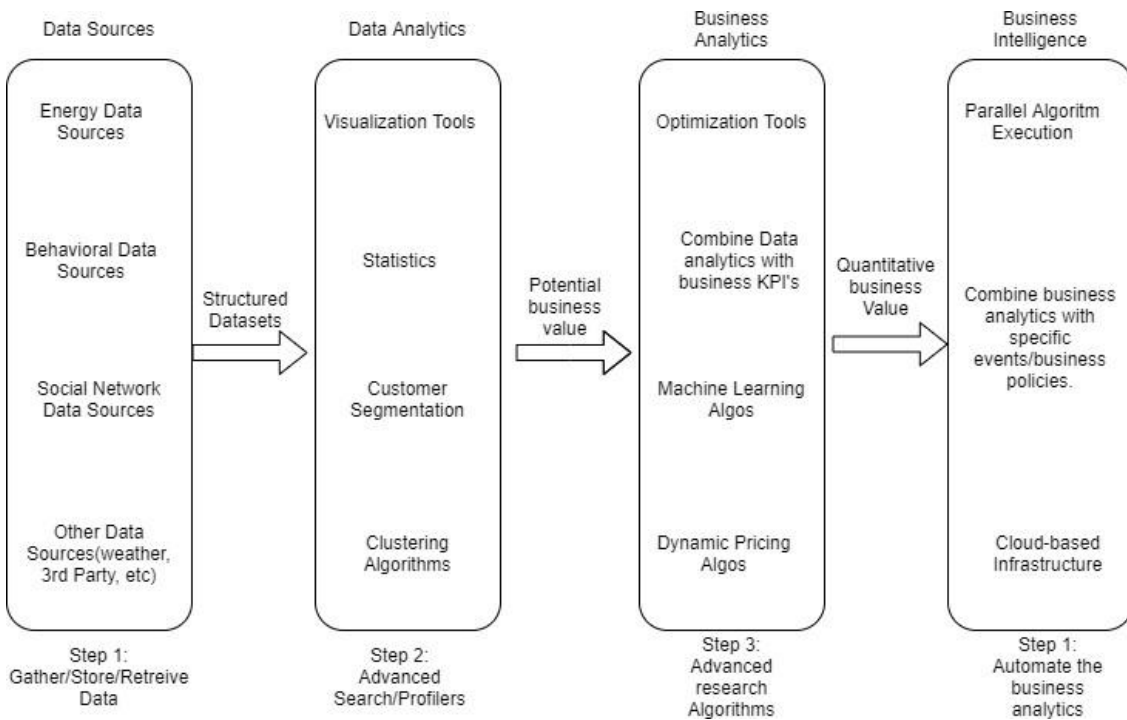 Data Sources
Energy Data
Sources
Behavioral Data
Sources
Social Network
Data Sources
Other Data
Sources(weather,
3rd Party, etc)
Step 1:
Gather/Store/Retreive
Data
Structured
Datasets
Data Analytics
Visualization Tools
Statistics
Customer
Segmentation
Clustering
Algorithms
Step 2:
Advanced
Search/Profilers
Potential
business
value
Business
Analytics
Optimization Tools
Combine Data
analytics with
business KPI's
Machine Learning
Algos
Dynamic Pricing
Algos
Step 3:
Advanced
research
Algorithms
Quantitative
business
Value
Business
Intelligence
Parallel Algoritm
Execution
Combine business
analytics with
specific
events/business
policies.
Cloud-based
Infrastructure
Step 1:
Automate the
business
analytics